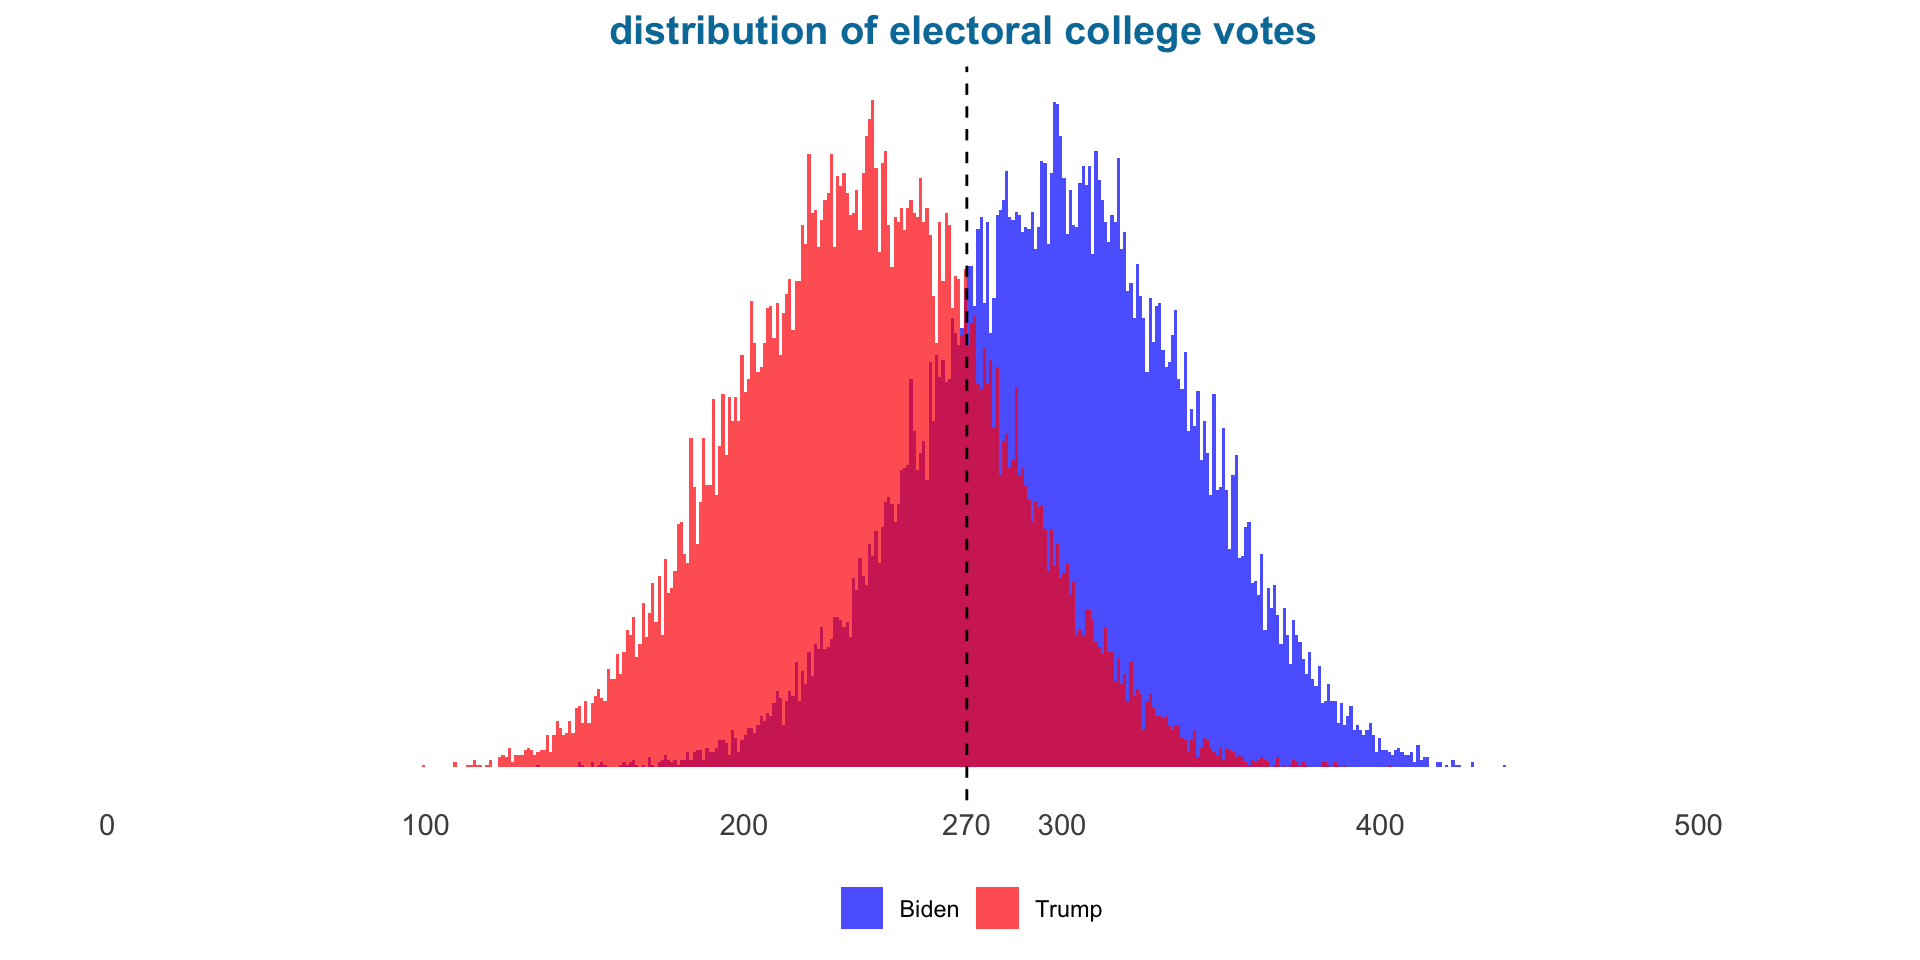 distribution of electoral college votes
0 100 200 270 300 400 500
Biden Trump